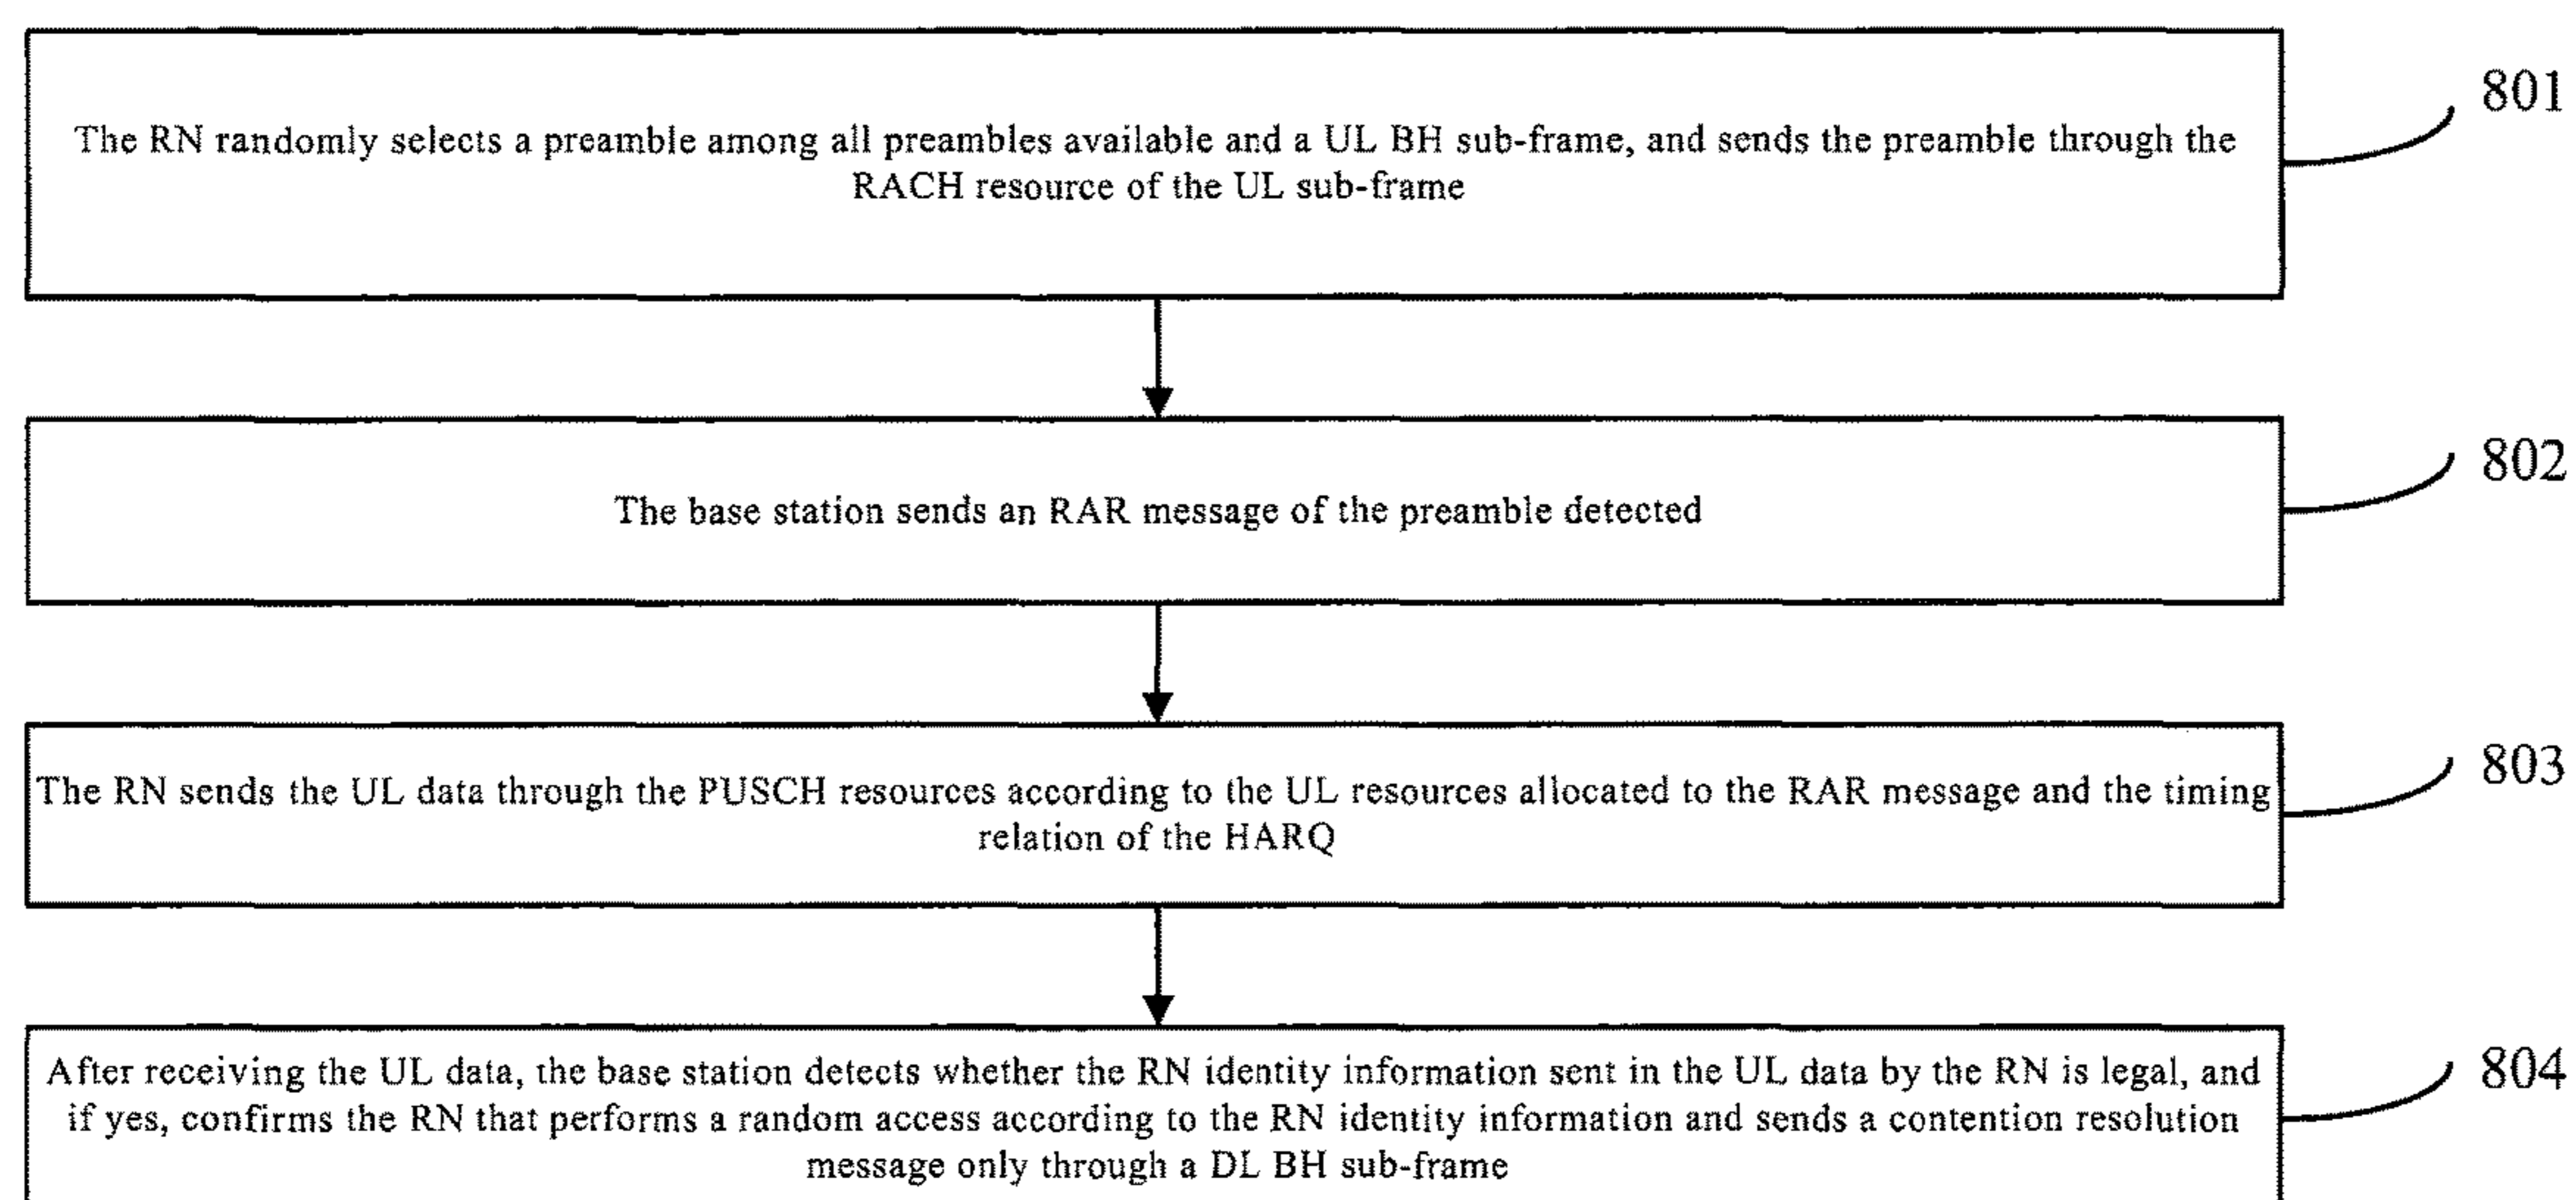 The RN randomly selects a preamble among all preambles available and a UL BH sub-frame, and sends the preamble through the
RACH resource of the UL sub-frame
801
The base station sends an RAR message of the preamble detected
802
The RN sends the UL data through the PUSCH resources according to the UL resources allocated to the RAR message and the timing
relation of the HARQ
803
After receiving the UL data, the base station detects whether the RN identity information sent in the UL data by the RN is legal, and
if yes, confirms the RN that performs a random access according to the RN identity information and sends a contention resolution
message only through a DL BH sub-frame
804